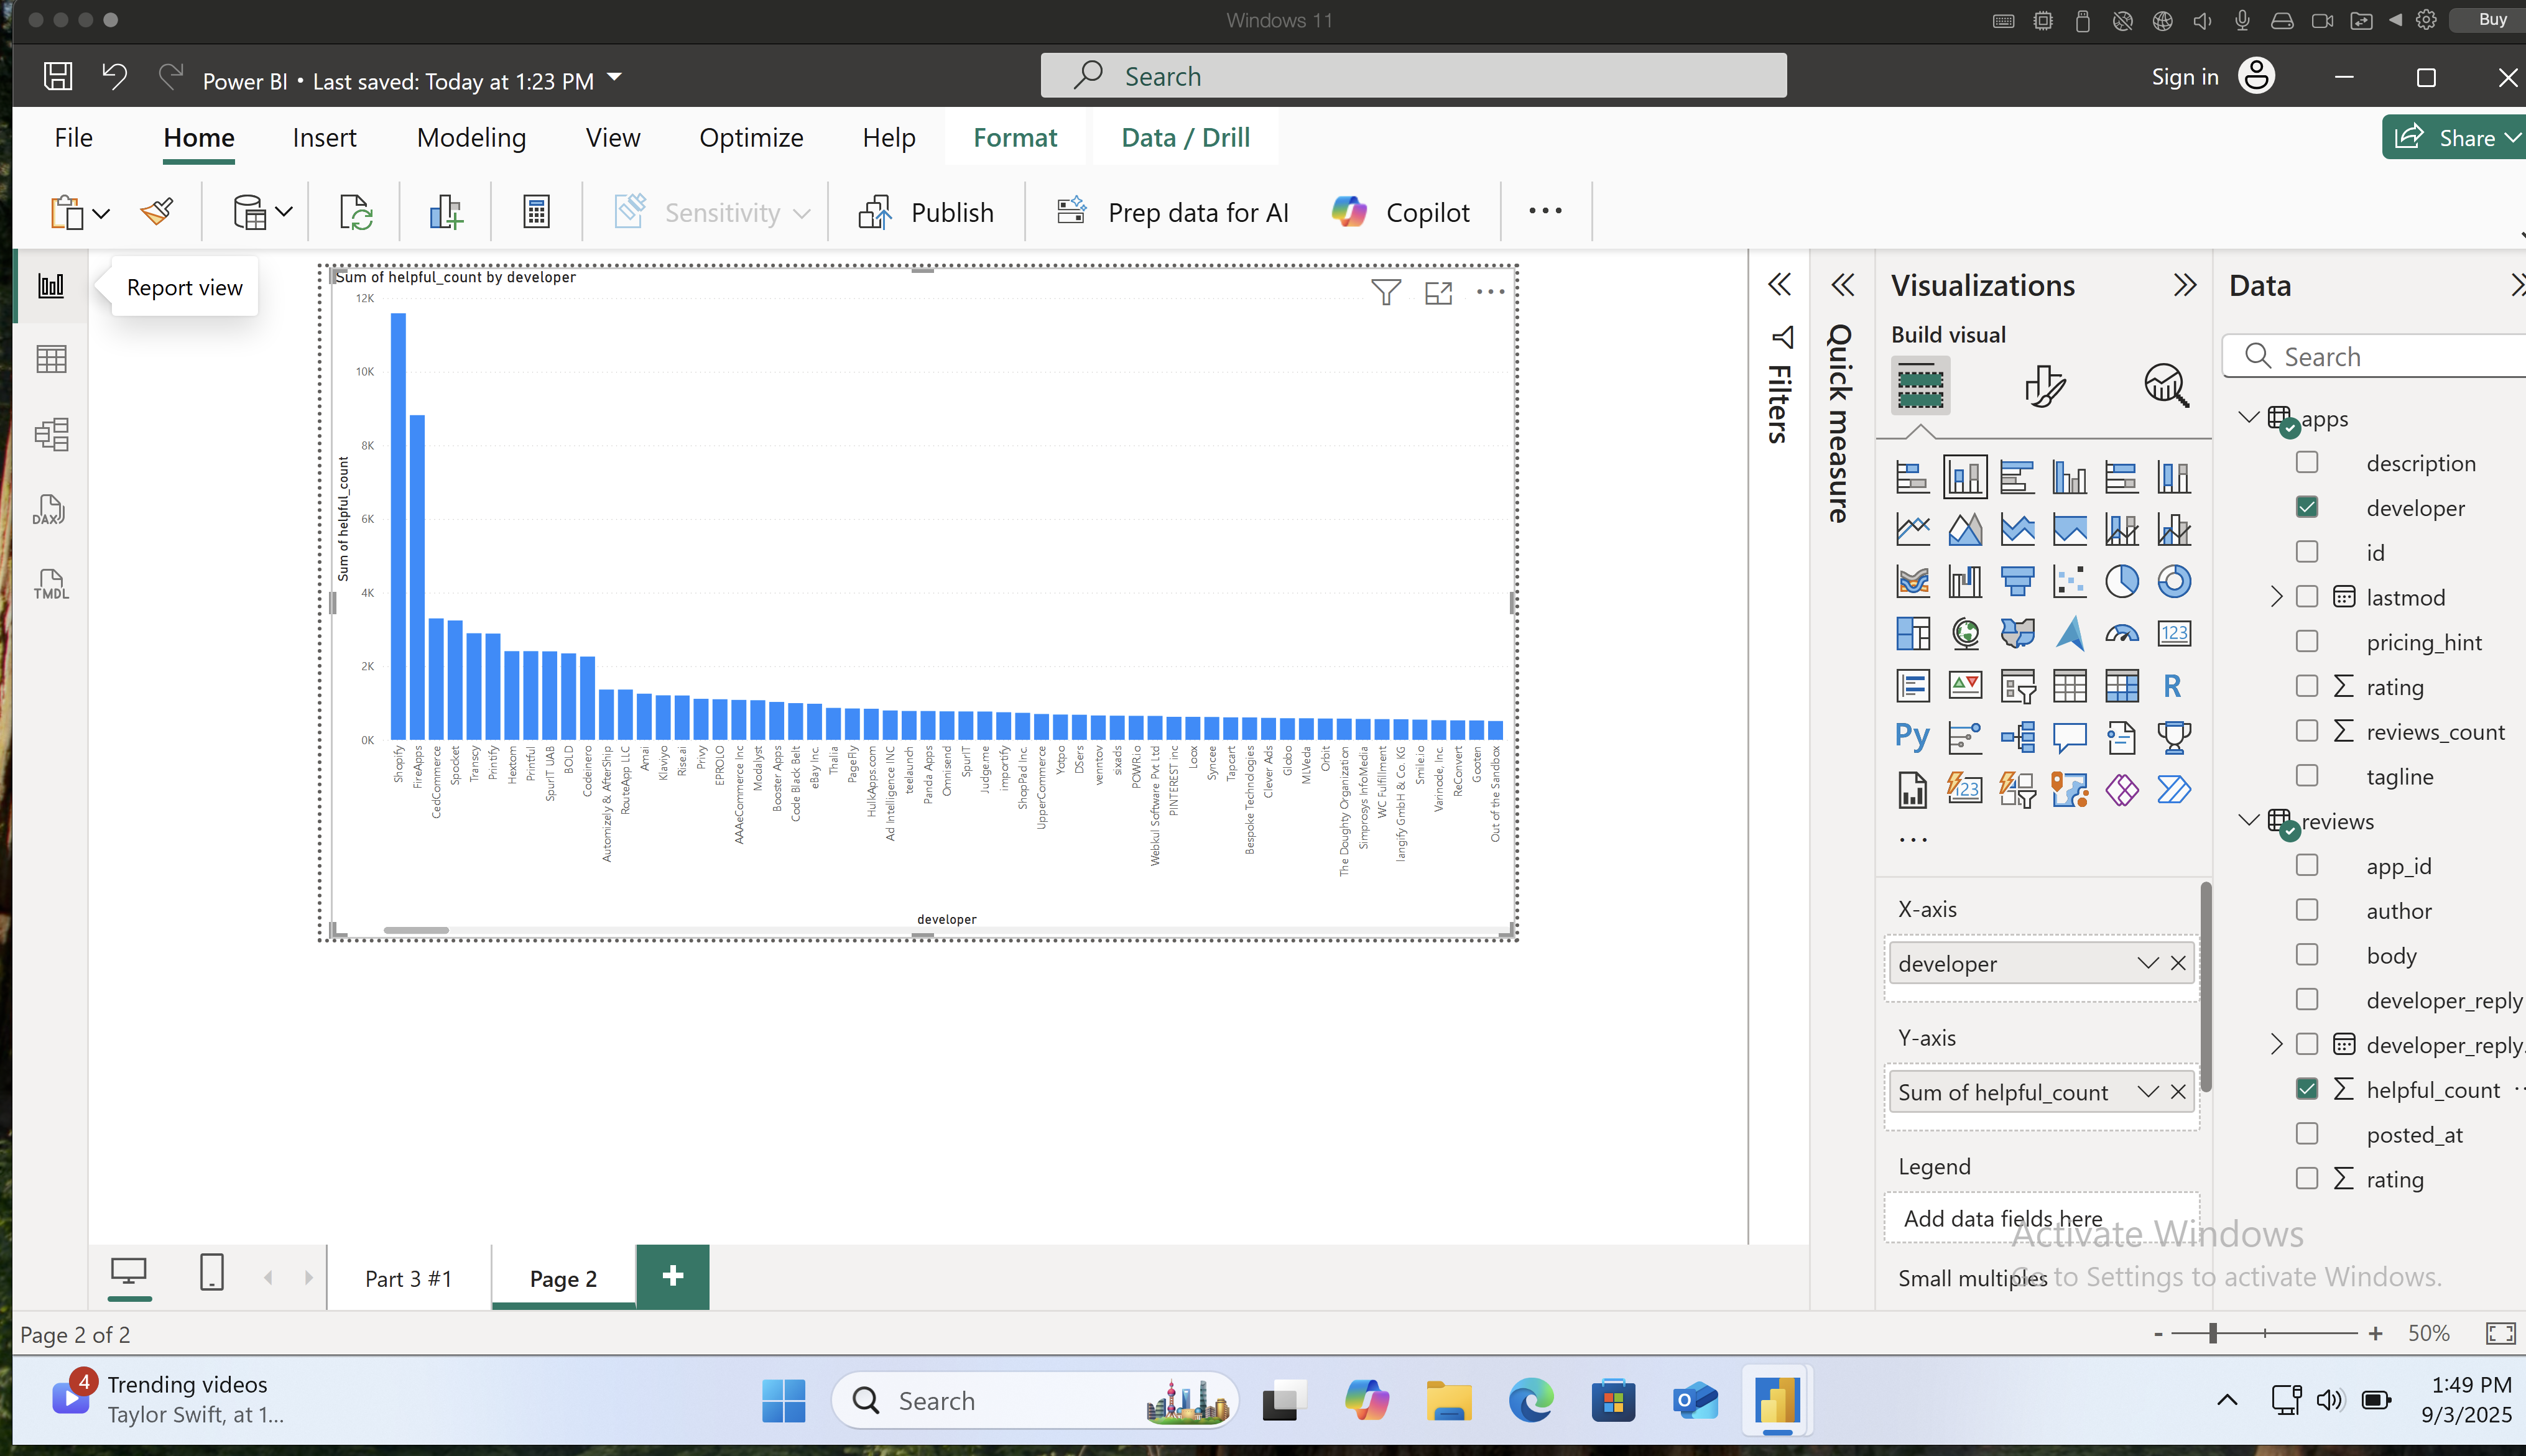 Windows 11
Buy
Power BI • Last saved: Today at 1:23 PM
Search
Sign in
File
Home
Insert
Modeling
View
Optimize
Help
Format
Data / Drill
Share
Sensitivity
Publish
Prep data for AI
Copilot
Report view
Sum of helpful_count by developer
12K
10K
8K
6K
4K
2K
0K
Sum of helpful_count
Shopify
FireApps
CedCommerce
Spocket
Transcy
Printify
Hextom
Printful
SpurIT UAB
BOLD
Codeinero
Automizely & AfterShip
RouteApp LLC
Amai
Klaviyo
Rise.ai
Privy
EPROLO
AAAeCommerce Inc
Modalyst
Booster Apps
Code Black Belt
eBay Inc.
Thalia
PageFly
HulkApps.com
Ad Intelligence INC
teelaunch
Panda Apps
Omnisend
SpurIT
Judge.me
importify
ShopPad Inc.
UpperCommerce
Yotpo
DSers
venntov
sixads
POWR.io
Webkul Software Pvt Ltd
PINTEREST inc
Loox
Syncee
Tapcart
Bespoke Technologies
Clever Ads
Globo
MLVeda
Orbit
The Doughty Organization
Simprosys InfoMedia
WC Fulfillment
langify GmbH & Co. KG
Smile.io
Varinode, Inc.
ReConvert
Gooten
Out of the Sandbox
developer
Filters
Quick measure
Visualizations
Build visual
123
R
Py
123
X-axis
developer
Y-axis
Sum of helpful_count
Legend
Add data fields here
Small multiples
Data
Search
apps
description
developer
id
lastmod
pricing_hint
rating
reviews_count
tagline
reviews
app_id
author
body
developer_reply
developer_reply.
helpful_count
posted_at
rating
Activate Windows
Go to Settings to activate Windows.
DAX
TMDL
Part 3 #1
Page 2
Page 2 of 2
50%
4
Trending videos
Taylor Swift, at 1...
Search
1:49 PM
9/3/2025